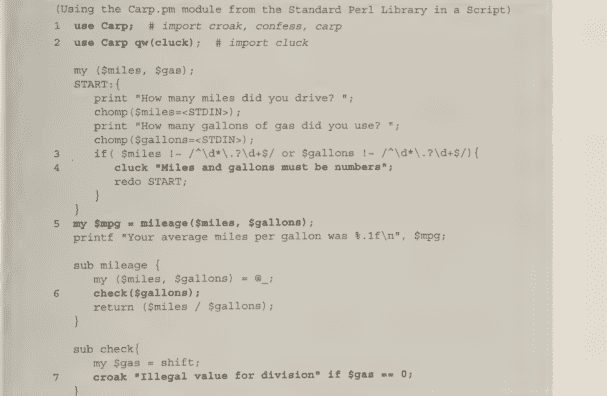 (Using the Carp.pm module from the Standard Perl Library in a Script)
1 use Carp; # import croak, confess, carp
2 use Carp qw(cluck); # import cluck
my ($miles, $gas);
START:{
print "How many miles did you drive? ";
chomp($miles=<STDIN>);
print "How many gallons of gas did you use? ";
chomp($gallons=<STDIN>);
3 if( $miles !~ /^\d*\.?\d+$/ or $gallons !~ /^\d*\.?\d+$/){
4 cluck "Miles and gallons must be numbers";
redo START;
}
}
5 my $mpg = mileage($miles, $gallons);
printf "Your average miles per gallon was %.1f\n", $mpg;
sub mileage {
my ($miles, $gallons) = @_;
6 check($gallons);
return ($miles / $gallons);
}
sub check{
my $gas = shift;
7 croak "Illegal value for division" if $gas == 0;
}